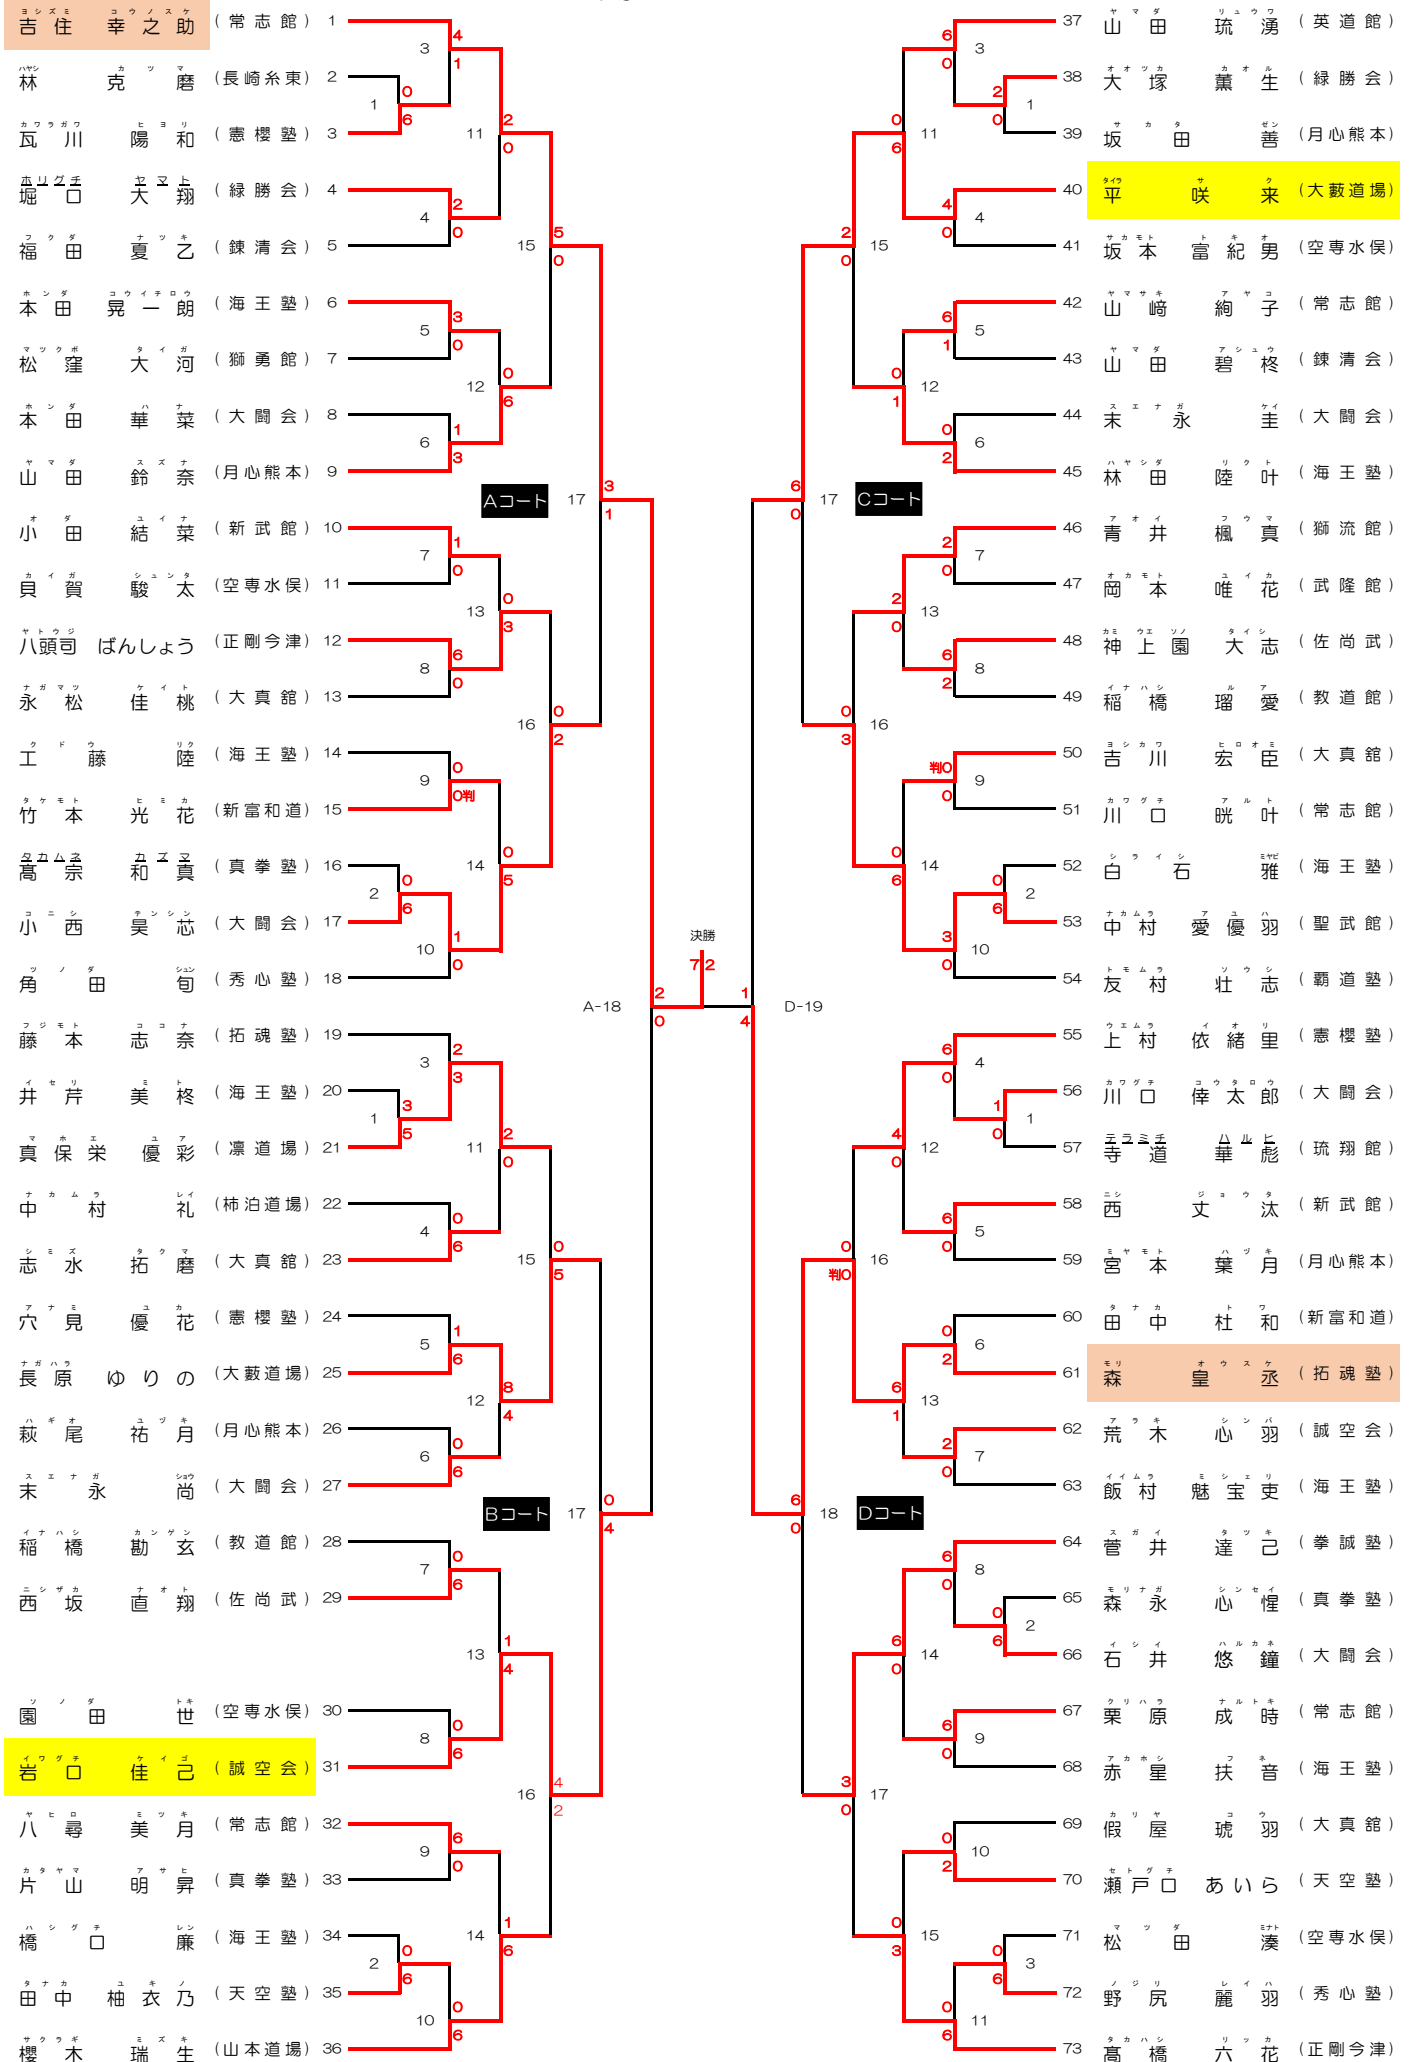 吉住 幸之助 (常志館) 1
林 克磨 (長崎糸東) 2
瓦川 陽和 (憲櫻塾) 3
堀口 大翔 (緑勝会) 4
福田 夏乙 (錬清会) 5
本田 晃一朗 (海王塾) 6
松窪 大河 (獅勇館) 7
本田 華菜 (大闘会) 8
山田 鈴奈 (月心熊本) 9
小田 結菜 (新武館) 10
貝賀 駿太 (空専水俣) 11
八頭司 ばんしょう (正剛今津) 12
永松 佳桃 (大真舘) 13
工藤 陸 (海王塾) 14
竹本 光花 (新富和道) 15
髙宗 和真 (真拳塾) 16
小西 昊芯 (大闘会) 17
角田 旬 (秀心塾) 18
藤本 志奈 (拓魂塾) 19
井芹 美柊 (海王塾) 20
真保栄 優彩 (凛道場) 21
中村 礼 (柿泊道場) 22
志水 拓磨 (大真舘) 23
穴見 優花 (憲櫻塾) 24
長原 ゆりの (大藪道場) 25
萩尾 祐月 (月心熊本) 26
末永 尚 (大闘会) 27
稲橋 勘玄 (教道館) 28
西坂 直翔 (佐尚武) 29
園田 世 (空専水俣) 30
岩口 佳己 (誠空会) 31
八尋 美月 (常志館) 32
片山 明昇 (真拳塾) 33
橋口 廉 (海王塾) 34
田中 柚衣乃 (天空塾) 35
櫻木 瑞生 (山本道場) 36
Aコート
Bコート
決勝
7 2
A-18
D-19
Cコート
Dコート
37 山田 琉湧 (英道館)
38 大塚 薫生 (緑勝会)
39 坂田 善 (月心熊本)
40 平 咲来 (大藪道場)
41 坂本 富紀男 (空専水俣)
42 山﨑 絢子 (常志館)
43 山田 碧柊 (錬清会)
44 末永 圭 (大闘会)
45 林田 陸叶 (海王塾)
46 青井 楓真 (獅流館)
47 岡本 唯花 (武隆館)
48 神上園 大志 (佐尚武)
49 稲橋 瑠愛 (教道館)
50 吉川 宏臣 (大真舘)
51 川口 晄叶 (常志館)
52 白石 雅 (海王塾)
53 中村 愛優羽 (聖武館)
54 友村 壮志 (覇道塾)
55 上村 依緒里 (憲櫻塾)
56 川口 倖太郎 (大闘会)
57 寺道 華彪 (琉翔館)
58 西 丈汰 (新武館)
59 宮本 葉月 (月心熊本)
60 田中 杜和 (新富和道)
61 森 皇丞 (拓魂塾)
62 荒木 心羽 (誠空会)
63 飯村 魅宝吏 (海王塾)
64 菅井 達己 (拳誠塾)
65 森永 心惺 (真拳塾)
66 石井 悠鐘 (大闘会)
67 栗原 成時 (常志館)
68 赤星 扶音 (海王塾)
69 假屋 琥羽 (大真舘)
70 瀬戸口 あいら (天空塾)
71 松田 湊 (空専水俣)
72 野尻 麗羽 (秀心塾)
73 髙橋 六花 (正剛今津)